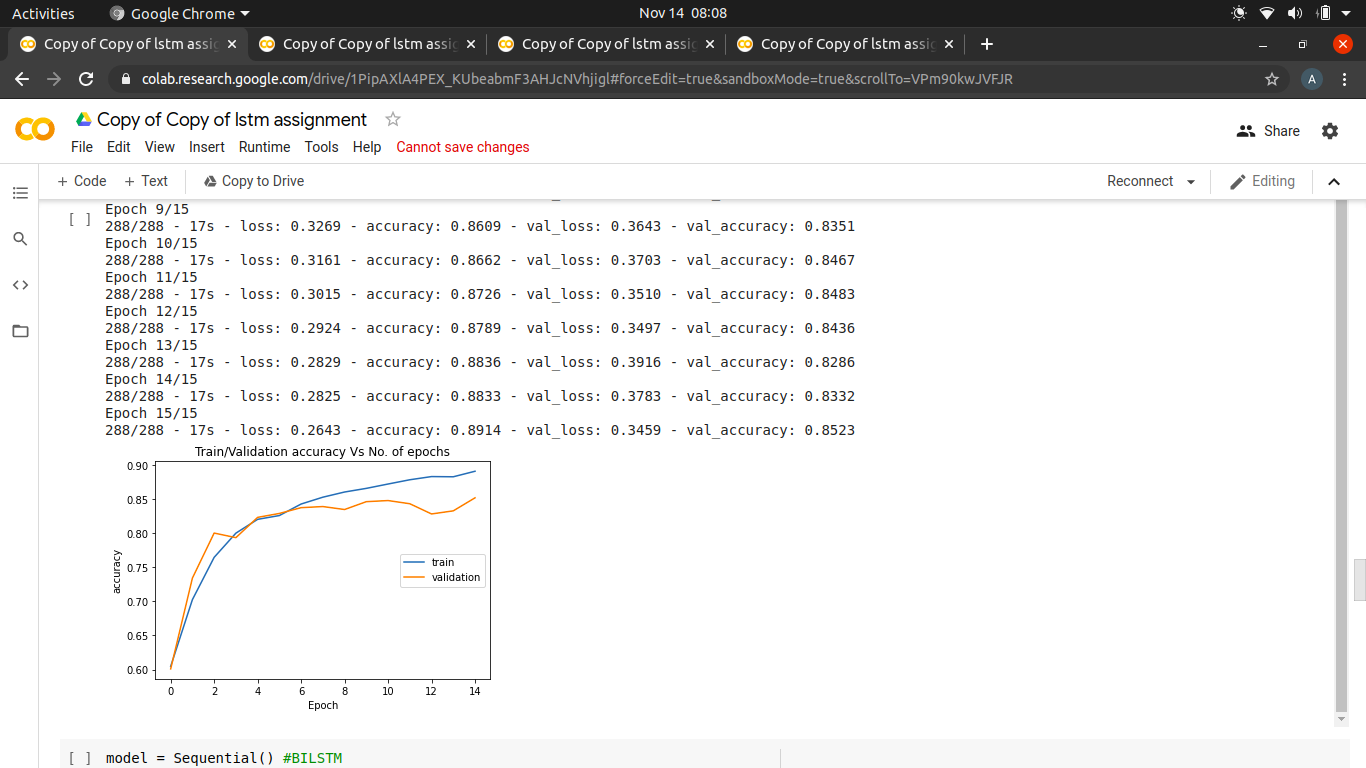 Activities
Google Chrome
Nov 14 08:08
Copy of Copy of lstm assig
Copy of Copy of lstm assig
Copy of Copy of lstm assig
Copy of Copy of lstm assig
colab.research.google.com/drive/1PipAXlA4PEX_KUbeabmF3AHJcNVhjigl#forceEdit=true&sandboxMode=true&scrollTo=VPm90kwJVFJR
A
Copy of Copy of lstm assignment
Share
File Edit View Insert Runtime Tools Help Cannot save changes
+ Code + Text Copy to Drive
Reconnect
Editing
[ ]
Epoch 9/15
288/288 - 17s - loss: 0.3269 - accuracy: 0.8609 - val_loss: 0.3643 - val_accuracy: 0.8351
Epoch 10/15
288/288 - 17s - loss: 0.3161 - accuracy: 0.8662 - val_loss: 0.3703 - val_accuracy: 0.8467
Epoch 11/15
288/288 - 17s - loss: 0.3015 - accuracy: 0.8726 - val_loss: 0.3510 - val_accuracy: 0.8483
Epoch 12/15
288/288 - 17s - loss: 0.2924 - accuracy: 0.8789 - val_loss: 0.3497 - val_accuracy: 0.8436
Epoch 13/15
288/288 - 17s - loss: 0.2829 - accuracy: 0.8836 - val_loss: 0.3916 - val_accuracy: 0.8286
Epoch 14/15
288/288 - 17s - loss: 0.2825 - accuracy: 0.8833 - val_loss: 0.3783 - val_accuracy: 0.8332
Epoch 15/15
288/288 - 17s - loss: 0.2643 - accuracy: 0.8914 - val_loss: 0.3459 - val_accuracy: 0.8523
Train/Validation accuracy Vs No. of epochs
0.90
0.85
0.80
0.75
0.70
0.65
0.60
accuracy
train
validation
0 2 4 6 8 10 12 14
Epoch
[ ] model = Sequential() #BILSTM